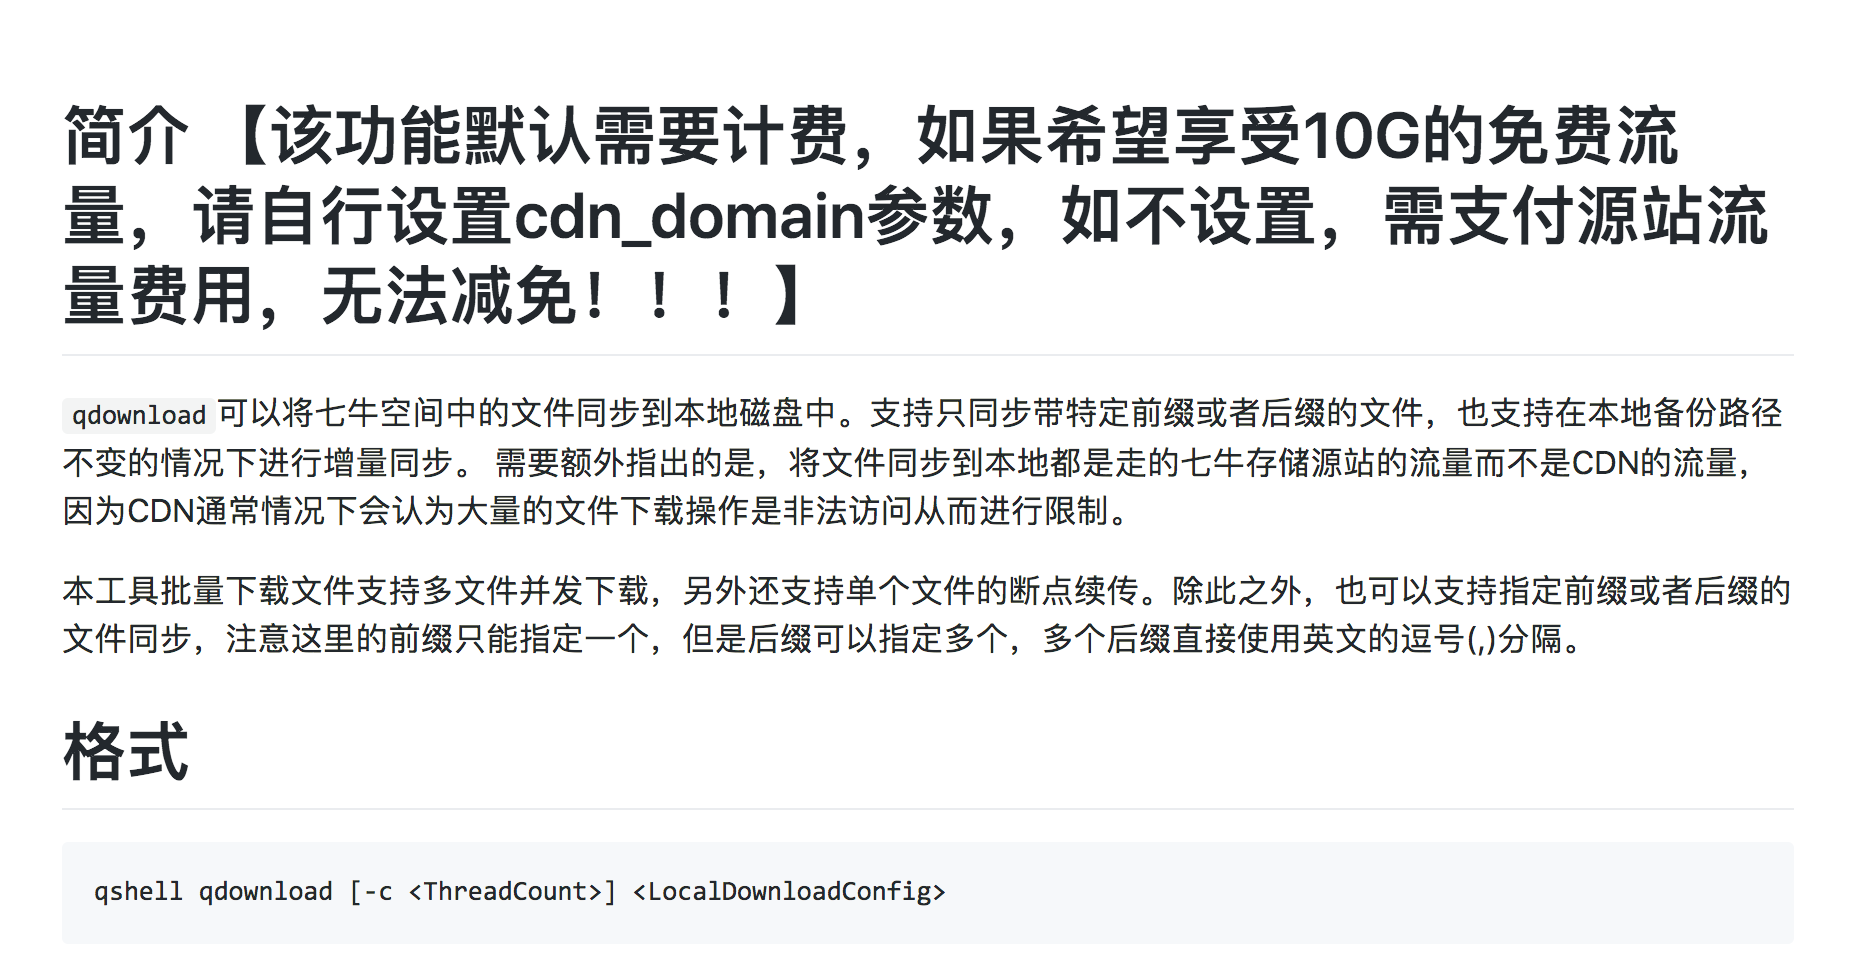 简介 【该功能默认需要计费，如果希望享受10G的免费流
量，请自行设置cdn_domain参数，如不设置，需支付源站流
量费用，无法减免！！！】
qdownload可以将七牛空间中的文件同步到本地磁盘中。支持只同步带特定前缀或者后缀的文件，也支持在本地备份路径
不变的情况下进行增量同步。 需要额外指出的是，将文件同步到本地都是走的七牛存储源站的流量而不是CDN的流量，
因为CDN通常情况下会认为大量的文件下载操作是非法访问从而进行限制。
本工具批量下载文件支持多文件并发下载，另外还支持单个文件的断点续传。除此之外，也可以支持指定前缀或者后缀的
文件同步，注意这里的前缀只能指定一个，但是后缀可以指定多个，多个后缀直接使用英文的逗号(,)分隔。
格式
qshell qdownload [-c <ThreadCount>] <LocalDownloadConfig>